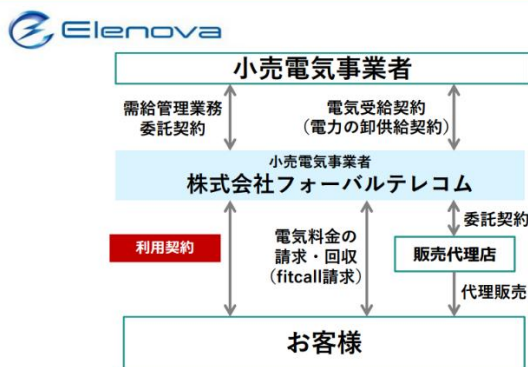 Elenova
小売電気事業者
需給管理業務
委託契約
電気受給契約
（電力の卸供給契約）
小売電気事業者
株式会社フォーバルテレコム
利用契約
電気料金の
請求・回収
（fitcall請求）
委託契約
販売代理店
代理販売
お客様